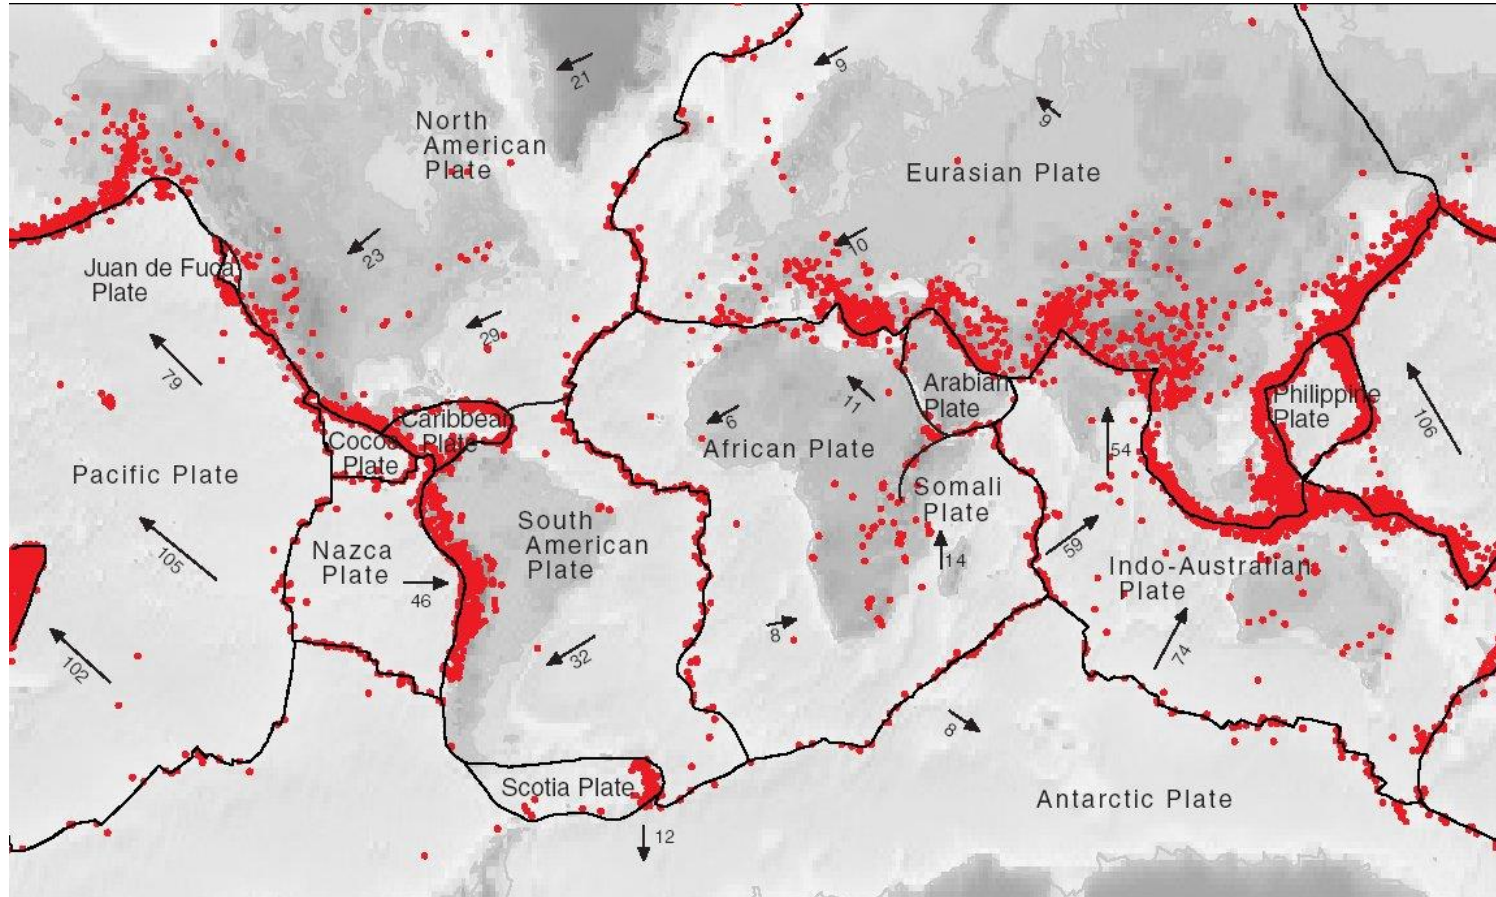 21
9
9
North
American
Plate
Eurasian Plate
23
10
Juan de Fuca
Plate
29
79
11
6
Arabian
Plate
Philippine
Plate
106
Caribbean
Plate
Cocos
Plate
African Plate
54
Pacific Plate
Somali
Plate
South
American
Plate
Nazca
Plate
105
46
14
59
Indo-Australian
Plate
8
32
74
102
8
Scotia Plate
Antarctic Plate
12